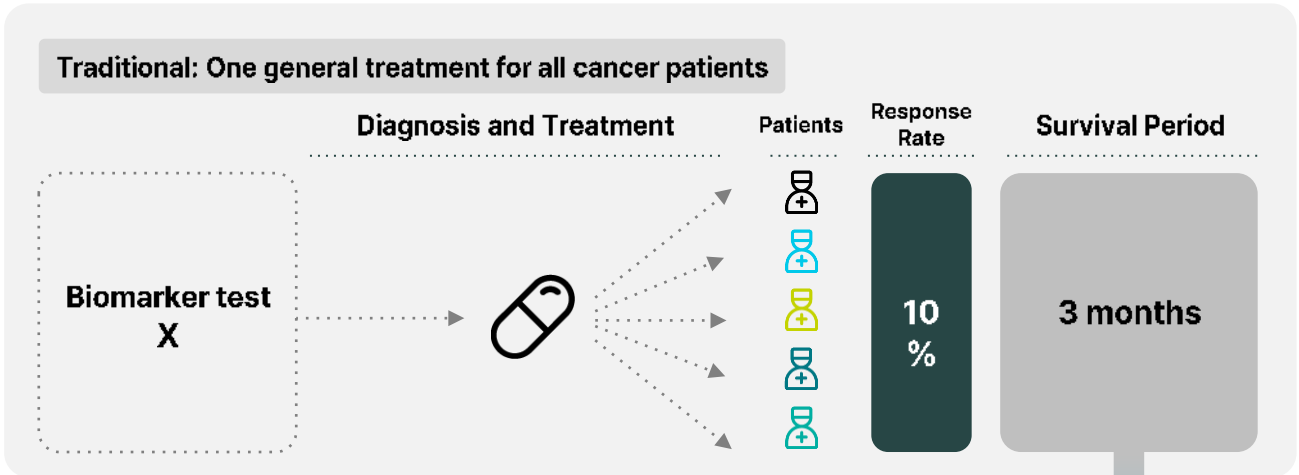 Traditional: One general treatment for all cancer patients
Diagnosis and Treatment
Patients
Response
Rate
Survival Period
Biomarker test
X
10
%
3 months